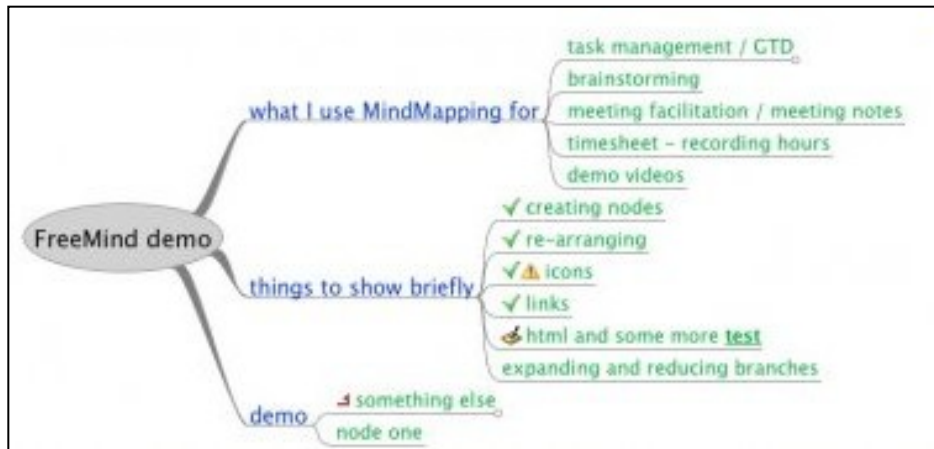 FreeMind demo
what I use MindMapping for
task management / GTD
brainstorming
meeting facilitation / meeting notes
timesheet - recording hours
demo videos
things to show briefly
creating nodes
re-arranging
icons
links
html and some more test
expanding and reducing branches
demo
something else
node one